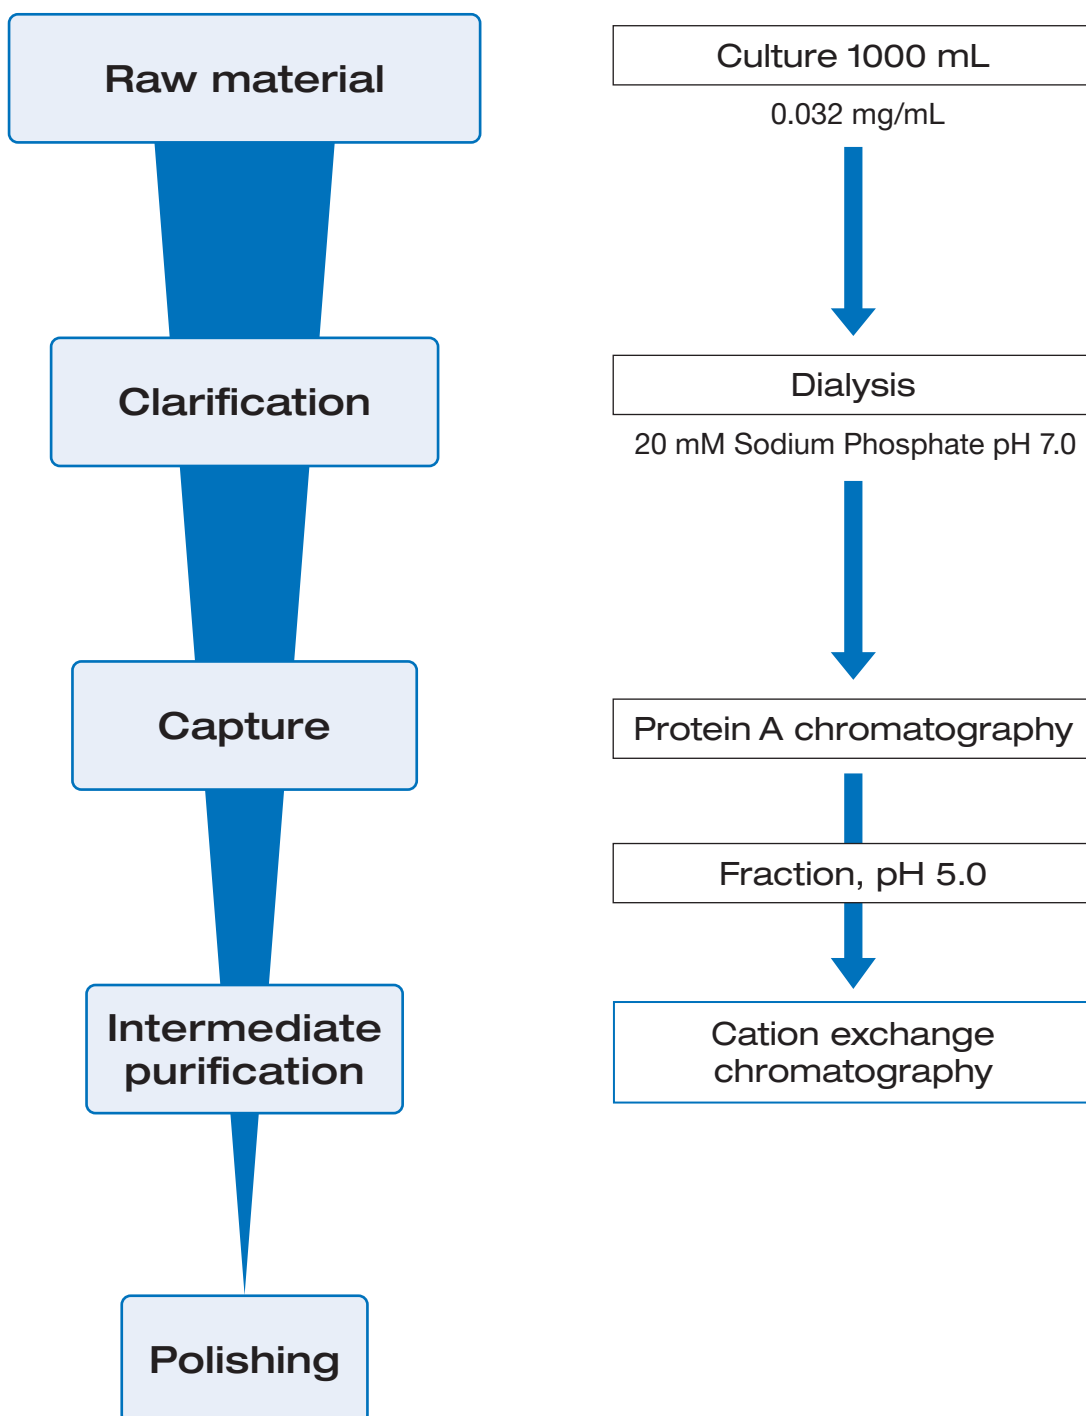 Raw material
Culture 1000 mL
0.032 mg/mL
Clarification
Dialysis
20 mM Sodium Phosphate pH 7.0
Capture
Protein A chromatography
Fraction, pH 5.0
Intermediate
purification
Cation exchange
chromatography
Polishing